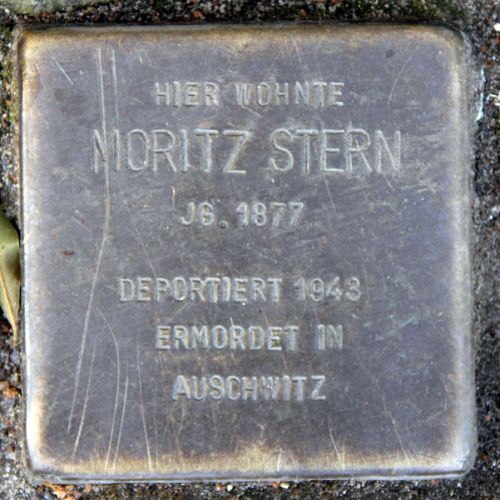 HIER WOHNTE
MORITZ STERN
JG. 1877
DEPORTIERT 1943
ERMORDET IN
AUSCHWITZ